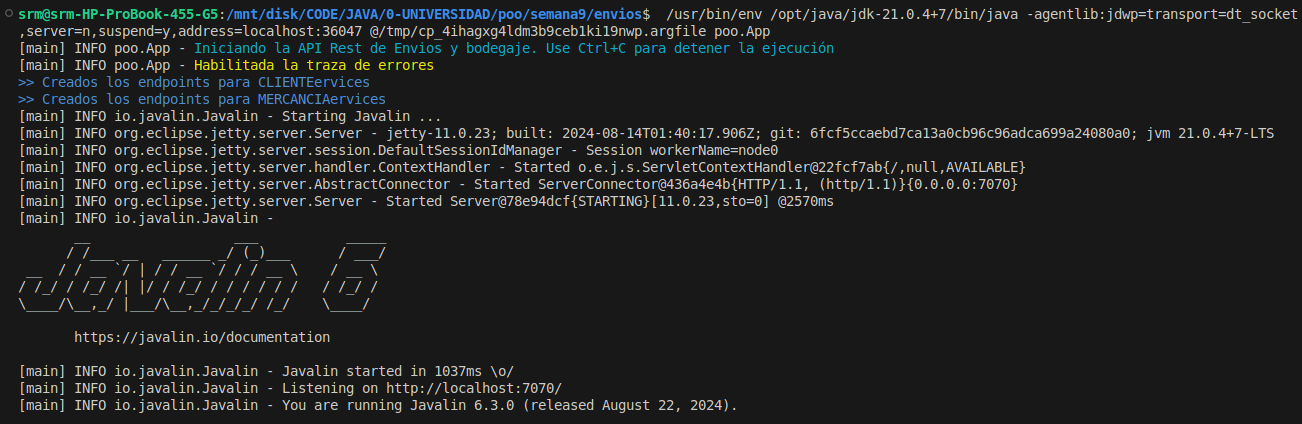 srm@srm-HP-ProBook-455-G5:/mnt/disk/CODE/JAVA/0-UNIVERSIDAD/poo/semana9/envios$  /usr/bin/env /opt/java/jdk-21.0.4+7/bin/java -agentlib:jdwp=transport=dt_socket
,server=n,suspend=y,address=localhost:36047 @/tmp/cp_4ihagxg4ldm3b9ceb1ki19nwp.argfile poo.App
[main] INFO poo.App - Iniciando la API Rest de Envios y bodegaje. Use Ctrl+C para detener la ejecución
[main] INFO poo.App - Habilitada la traza de errores
>> Creados los endpoints para CLIENTEervices
>> Creados los endpoints para MERCANCIAervices
[main] INFO io.javalin.Javalin - Starting Javalin ...
[main] INFO org.eclipse.jetty.server.Server - jetty-11.0.23; built: 2024-08-14T01:40:17.906Z; git: 6fcf5ccaebd7ca13a0cb96c96adca699a24080a0; jvm 21.0.4+7-LTS
[main] INFO org.eclipse.jetty.server.session.DefaultSessionIdManager - Session workerName=node0
[main] INFO org.eclipse.jetty.server.handler.ContextHandler - Started o.e.j.s.ServletContextHandler@22fcf7ab{/,null,AVAILABLE}
[main] INFO org.eclipse.jetty.server.AbstractConnector - Started ServerConnector@436a4e4b{HTTP/1.1, (http/1.1)}{0.0.0.0:7070}
[main] INFO org.eclipse.jetty.server.Server - Started Server@78e94dcf{STARTING}[11.0.23,sto=0] @2570ms
[main] INFO io.javalin.Javalin -
Javalin 6
https://javalin.io/documentation
[main] INFO io.javalin.Javalin - Javalin started in 1037ms \o/
[main] INFO io.javalin.Javalin - Listening on http://localhost:7070/
[main] INFO io.javalin.Javalin - You are running Javalin 6.3.0 (released August 22, 2024).